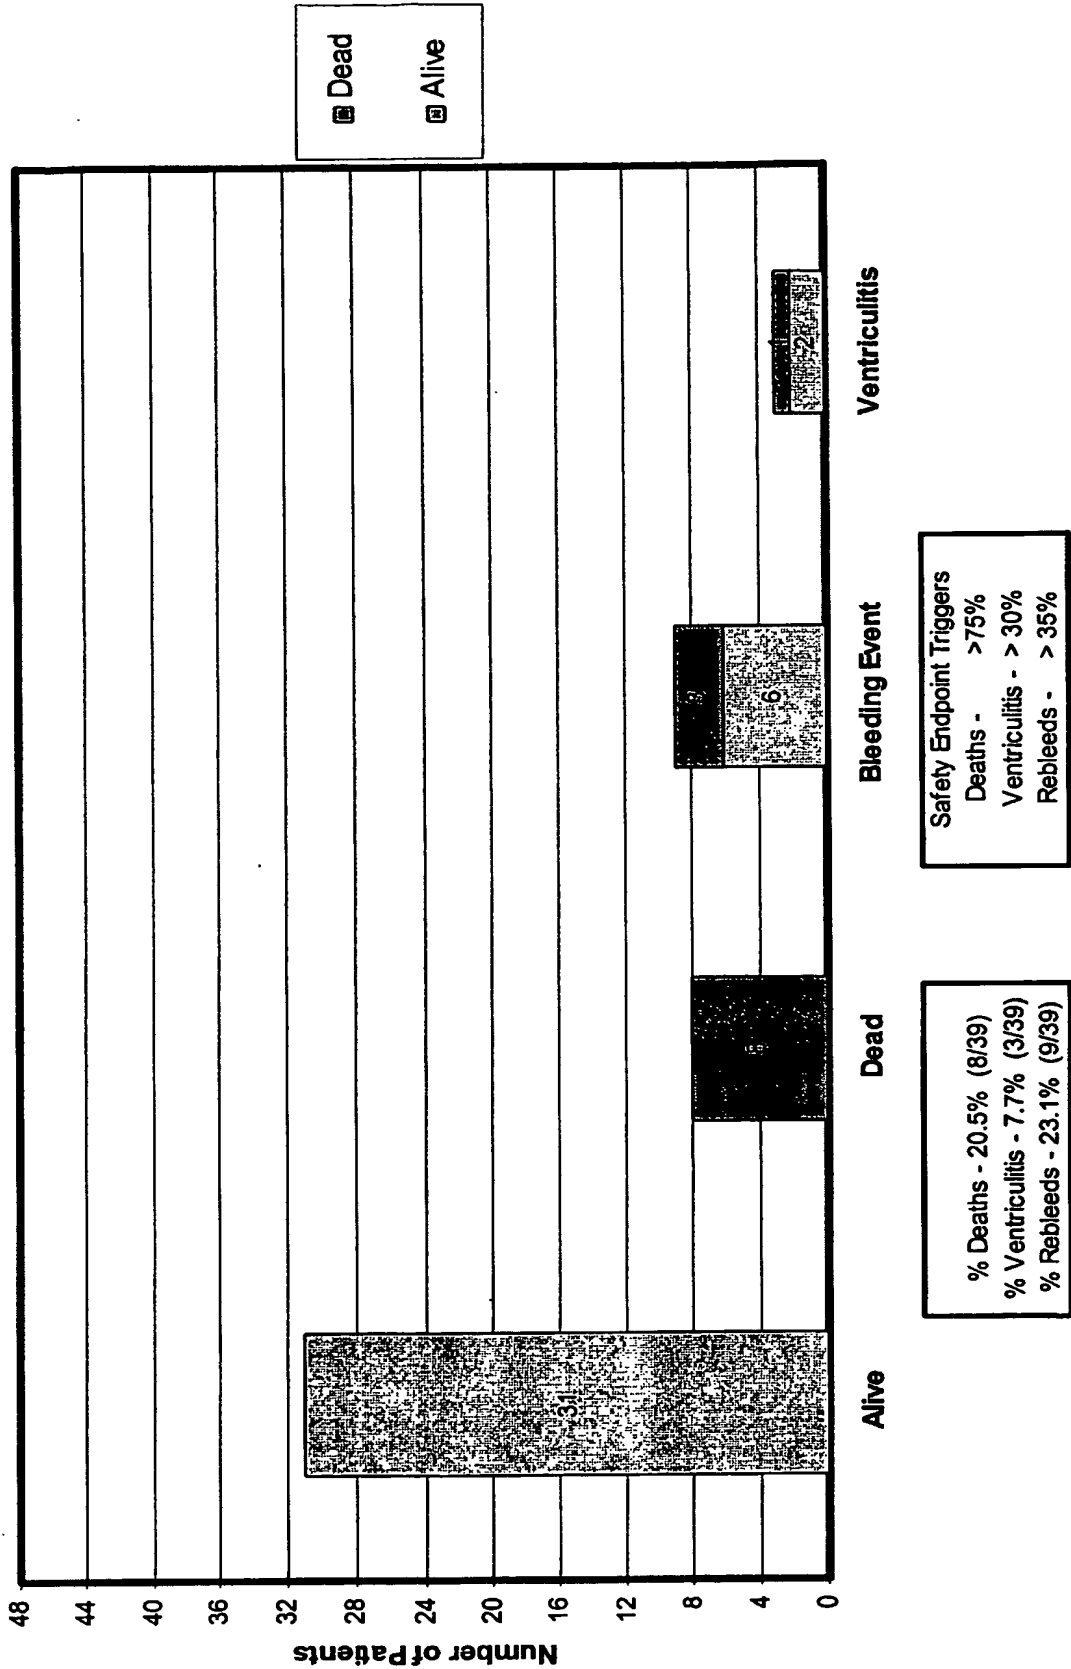 Number of Patients
48
44
40
36
32
28
24
20
16
12
8
4
0
31
6
2
Alive
Dead
Bleeding Event
Ventriculitis
Dead
Alive
% Deaths - 20.5% (8/39)
% Ventriculitis - 7.7% (3/39)
% Rebleeds - 23.1% (9/39)
Safety Endpoint Triggers
Deaths - >75%
Ventriculitis - > 30%
Rebleeds - > 35%